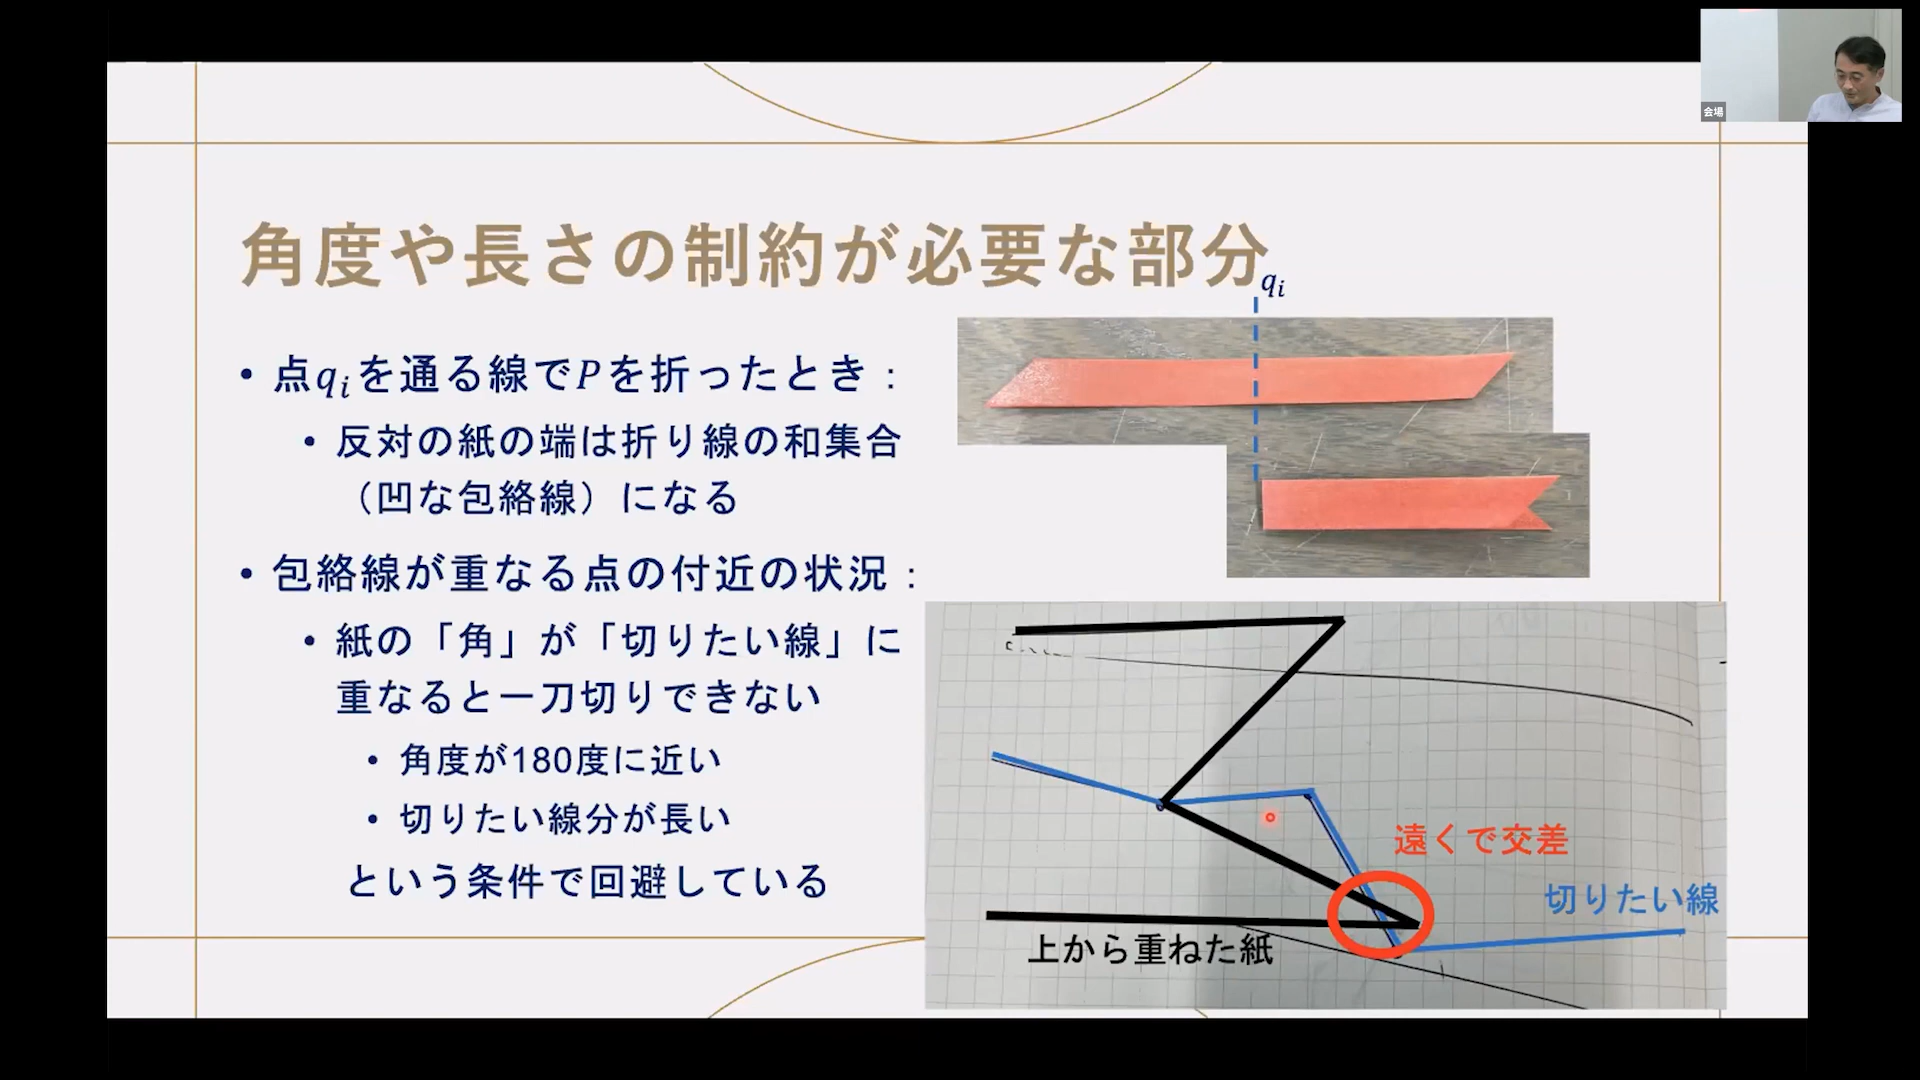 会場
角度や長さの制約が必要な部分
qi
• 点qiを通る線でPを折ったとき：
• 反対の紙の端は折り線の和集合
（凹な包絡線）になる
• 包絡線が重なる点の付近の状況：
• 紙の「角」が「切りたい線」に
重なると一刀切りできない
• 角度が180度に近い
• 切りたい線分が長い
という条件で回避している
遠くで交差
切りたい線
上から重ねた紙